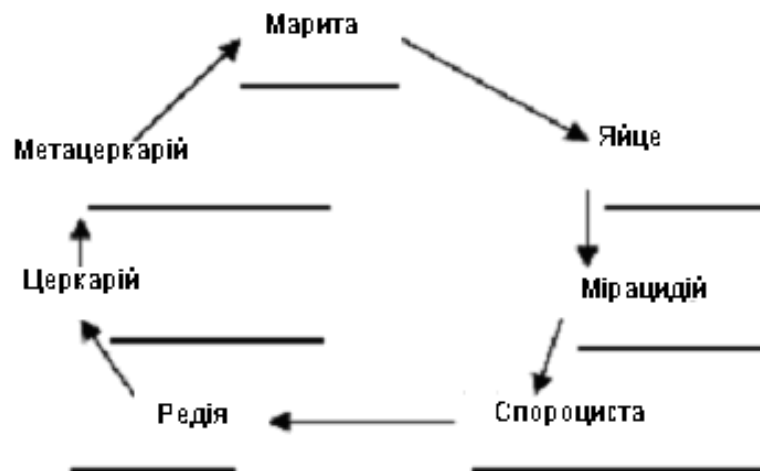 Марита
Яйце
Метацеркарій
Церкарій
Мірацидій
Редія
Спороциста